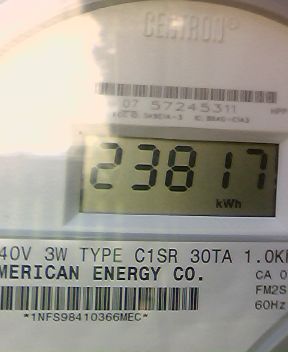 CENTRON®
07 57245311
23817
kWh
40V 3W TYPE C1SR 30TA 1.0K
MERICAN ENERGY CO.
CA 0
FM2S
60Hz
*1NFS98410366MEC*